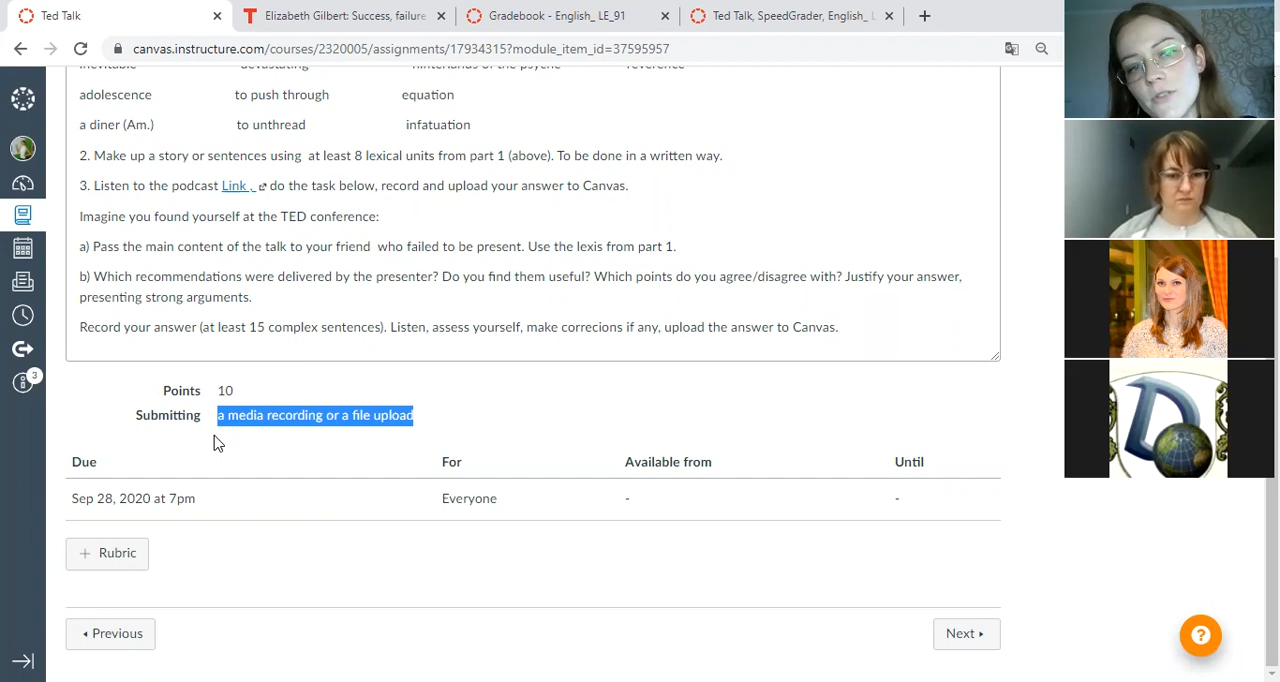 Ted Talk
Elizabeth Gilbert: Success, failure
Gradebook - English_ LE_91
Ted Talk, SpeedGrader, English_ L
canvas.instructure.com/courses/2320005/assignments/17934315?module_item_id=37595957
inevitable devastating hinterlands of the psyche reverence
adolescence to push through equation
a diner (Am.) to unthread infatuation
2. Make up a story or sentences using at least 8 lexical units from part 1 (above). To be done in a written way.
3. Listen to the podcast Link , do the task below, record and upload your answer to Canvas.
Imagine you found yourself at the TED conference:
a) Pass the main content of the talk to your friend who failed to be present. Use the lexis from part 1.
b) Which recommendations were delivered by the presenter? Do you find them useful? Which points do you agree/disagree with? Justify your answer,
presenting strong arguments.
Record your answer (at least 15 complex sentences). Listen, assess yourself, make correcions if any, upload the answer to Canvas.
Points 10
Submitting a media recording or a file upload
Due For Available from Until
Sep 28, 2020 at 7pm Everyone - -
+ Rubric
Previous
Next
3
?
D